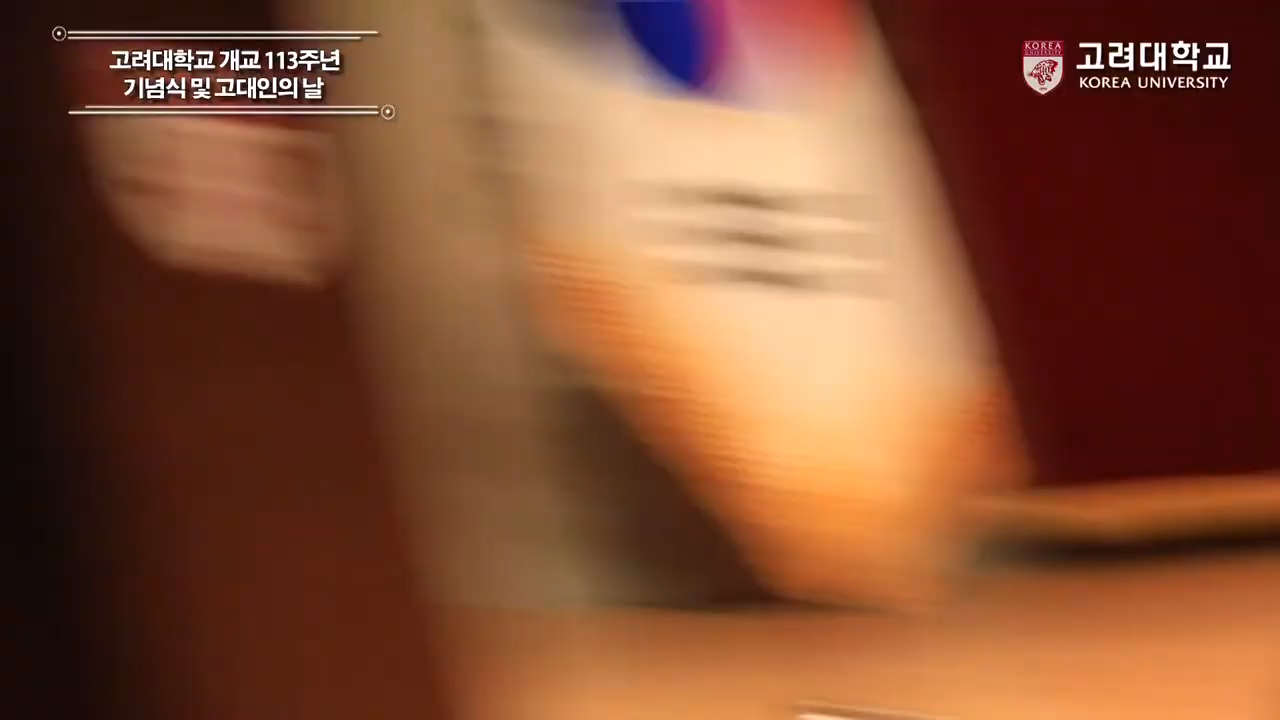 고려대학교 개교 113주년
기념식 및 고대인의 날
KOREA
UNIVERSITY
고려대학교
KOREA UNIVERSITY